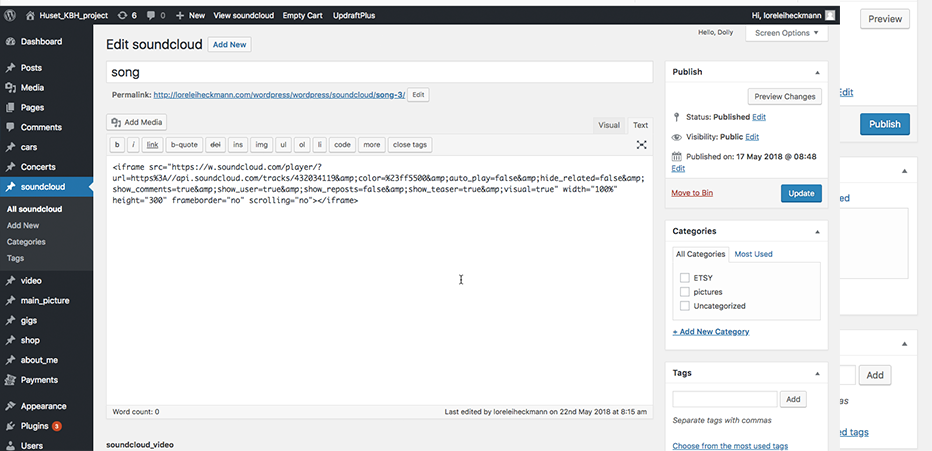 Huset_KBH_project 6 0 New View soundcloud Empty Cart UpdraftPlus Hi, loreleiheckmann
Hello, Dolly Screen Options
Dashboard
Posts
Media
Pages
Comments
cars
Concerts
soundcloud
All soundcloud
Add New
Categories
Tags
video
main_picture
gigs
shop
about_me
Payments
Appearance
Plugins 3
Users
Edit soundcloud Add New
song
Permalink: http://loreleiheckmann.com/wordpress/wordpress/soundcloud/song-3/ Edit
Add Media
Visual Text
b i link b-quote del ins img ul ol li code more close tags
<iframe src="https://w.soundcloud.com/player/?
url=https%3A//api.soundcloud.com/tracks/432034119&amp;color=%23ff5500&amp;auto_play=false&amp;hide_related=false&amp;
show_comments=true&amp;show_user=true&amp;show_reposts=false&amp;show_teaser=true&amp;visual=true" width="100%"
height="300" frameborder="no" scrolling="no"></iframe>
Word count: 0 Last edited by loreleiheckmann on 22nd May 2018 at 8:15 am
soundcloud_video
Publish
Preview Changes
Status: Published Edit
Visibility: Public Edit
Published on: 17 May 2018 @ 08:48
Edit
Move to Bin Update
Categories
All Categories Most Used
ETSY
pictures
Uncategorized
+ Add New Category
Tags
Add
Separate tags with commas
Choose from the most used tags
Preview
Edit
Publish
ed
Add
as
ed tags